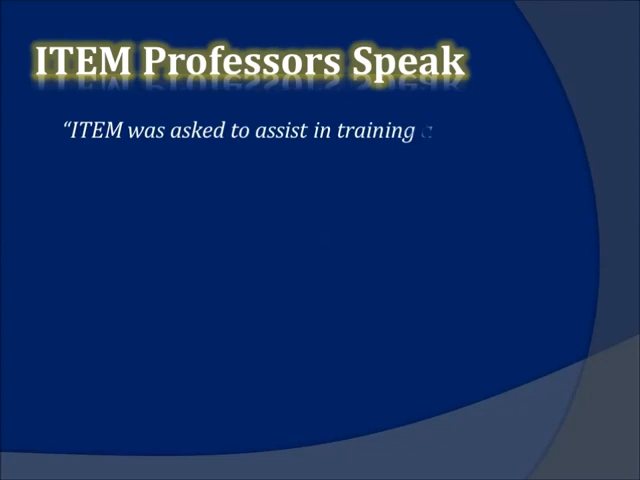 ITEM Professors Speak
“ITEM was asked to assist in training